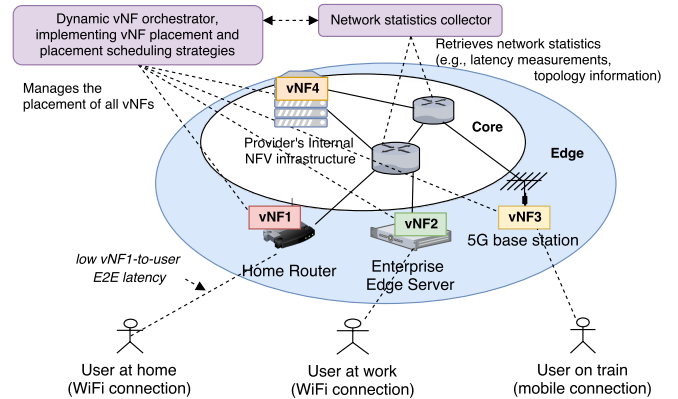 Dynamic vNF orchestrator,
implementing vNF placement and
placement scheduling strategies
Network statistics collector
Retrieves network statistics
(e.g., latency measurements,
topology information)
Manages the
placement of all vNFs
vNF4
Core
Provider's Internal
NFV infrastructure
Edge
vNF1
vNF2
vNF3
5G base station
Home Router
Enterprise
Edge Server
low vNF1-to-user
E2E latency
User at home
(WiFi connection)
User at work
(WiFi connection)
User on train
(mobile connection)